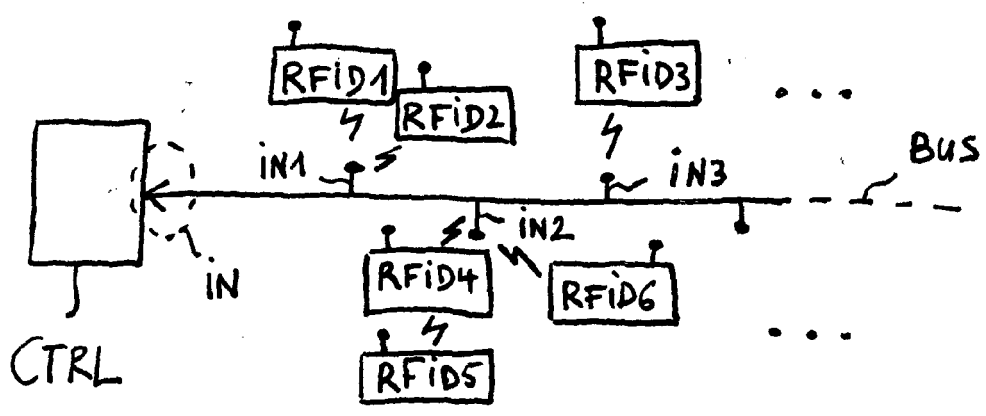 RFiD1
RFiD2
RFiD3
. . .
BUS
iN1
iN3
iN2
iN
RFiD4
RFiD6
. . .
CTRL
RFiD5